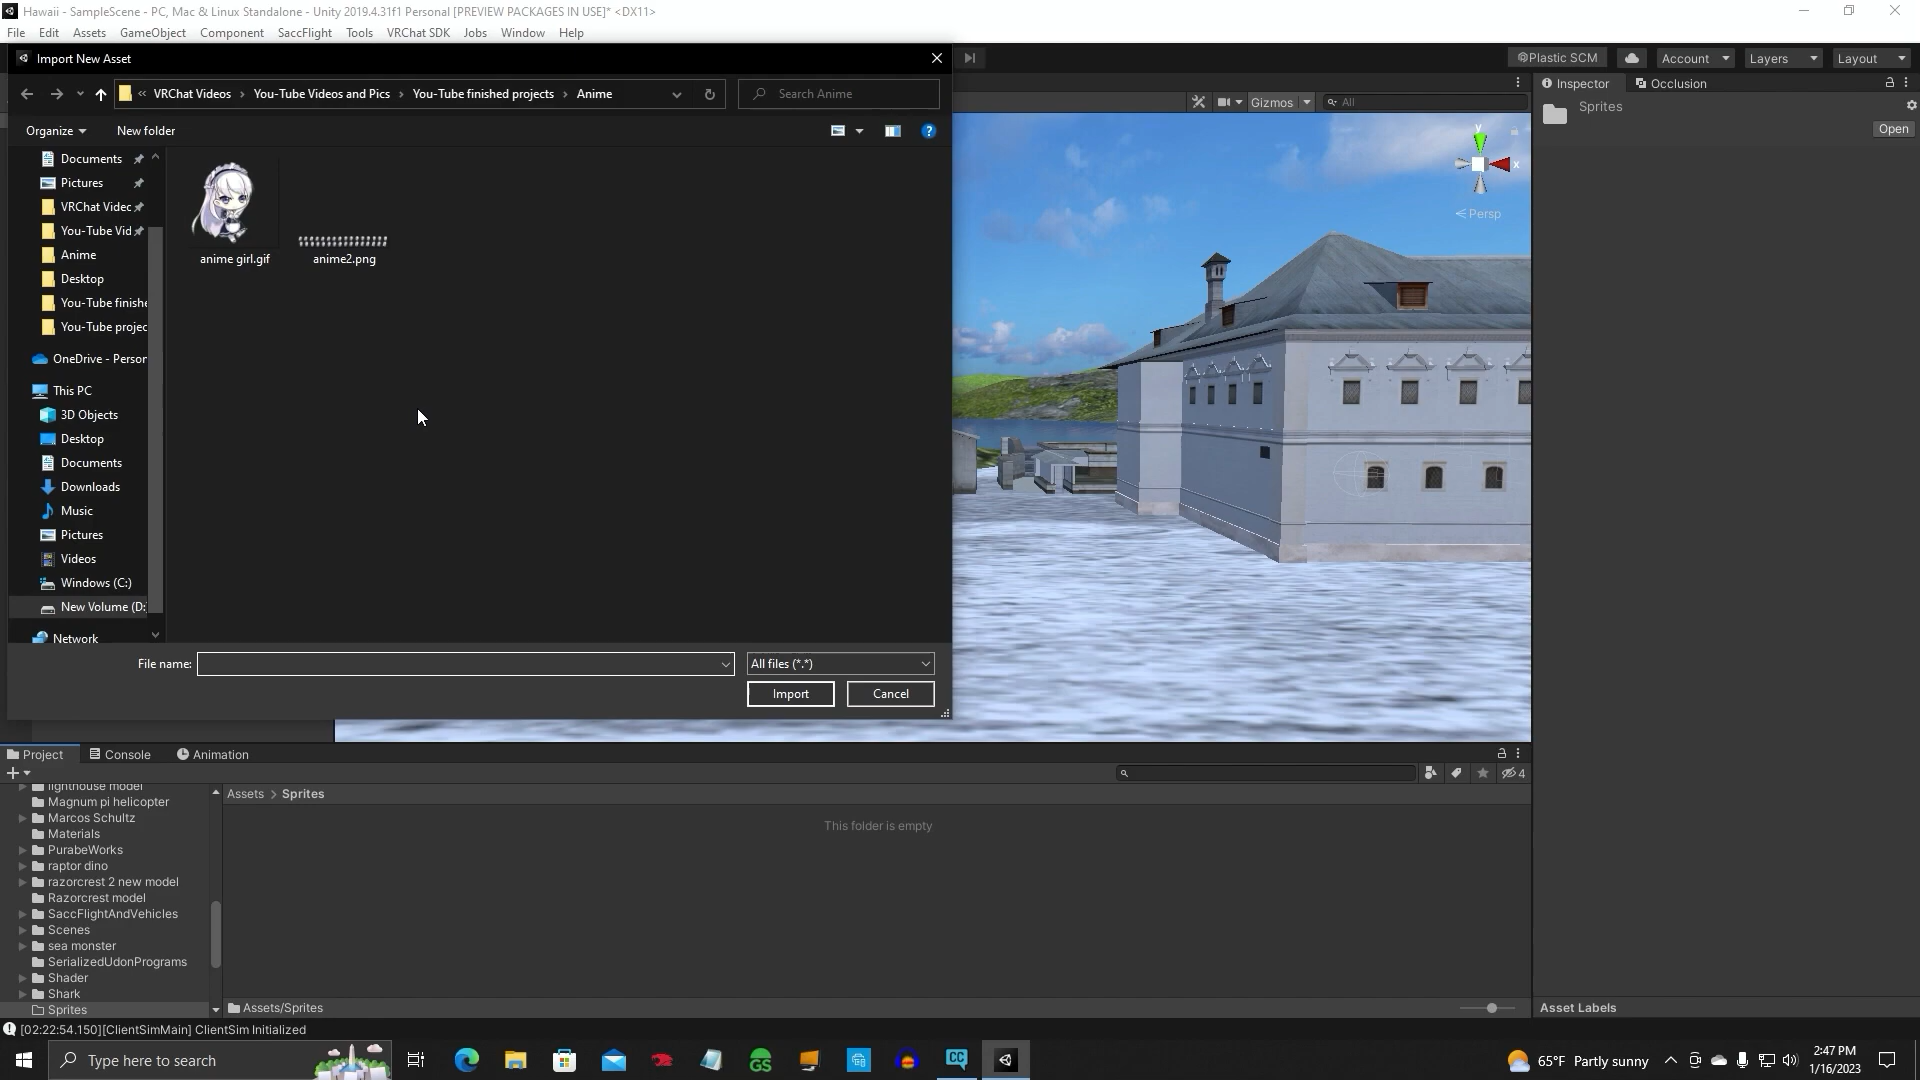 Hawaii - SampleScene - PC, Mac & Linux Standalone - Unity 2019.4.31f1 Personal [PREVIEW PACKAGES IN USE]* <DX11>
File Edit Assets GameObject Component SaccFlight Tools VRChat SDK Jobs Window Help
Import New Asset
Plastic SCM Account Layers Layout
« VRChat Videos › You-Tube Videos and Pics › You-Tube finished projects › Anime
Search Anime
Organize New folder
Gizmos All
Inspector Occlusion
Sprites
Open
y
x
Persp
Documents
Pictures
VRChat Videc
You-Tube Vid
Anime
Desktop
You-Tube finishe
You-Tube projec
OneDrive - Person
This PC
3D Objects
Desktop
Documents
Downloads
Music
Pictures
Videos
Windows (C:)
New Volume (D:)
Network
anime girl.gif
anime2.png
File name:
All files (*.*)
Import Cancel
Project Console Animation
4
lighthouse model
Magnum pi helicopter
Marcos Schultz
Materials
PurabeWorks
raptor dino
razorcrest 2 new model
Razorcrest model
SaccFlightAndVehicles
Scenes
sea monster
SerializedUdonPrograms
Shader
Shark
Sprites
Assets > Sprites
This folder is empty
Assets/Sprites
Asset Labels
[02:22:54.150][ClientSimMain] ClientSim Initialized
Type here to search
GS
CC
65°F Partly sunny
2:47 PM
1/16/2023